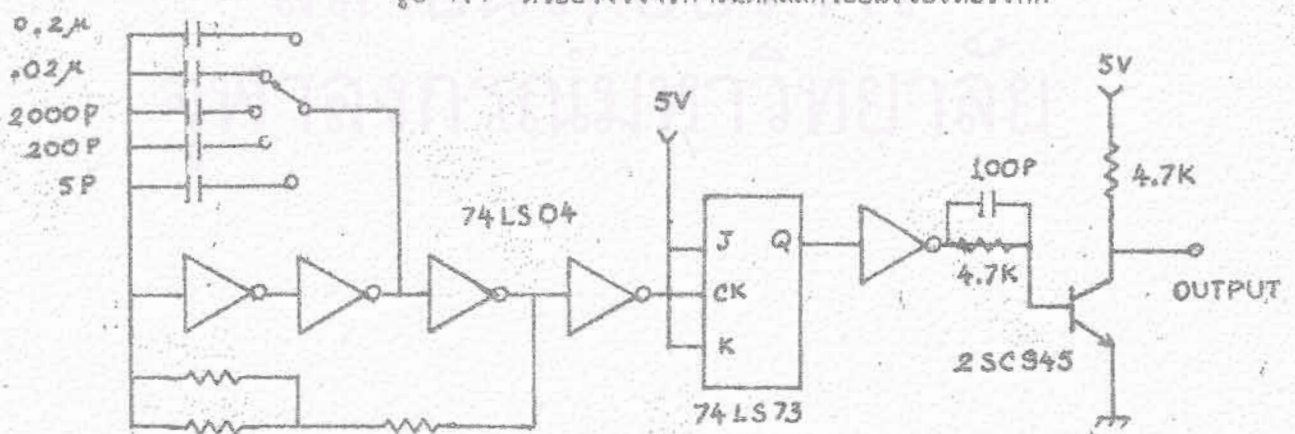 0.2µ
.02µ
2000P
200P
5P
74LS04
5V
J Q
CK
K
74LS73
100P
4.7K
5V
4.7K
OUTPUT
2SC945